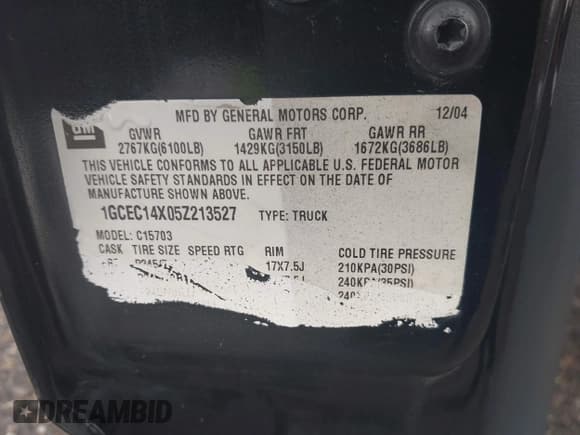 GM
MFD BY GENERAL MOTORS CORP. 12/04
GVWR GAWR FRT GAWR RR
2767KG(6100LB) 1429KG(3150LB) 1672KG(3686LB)
THIS VEHICLE CONFORMS TO ALL APPLICABLE U.S. FEDERAL MOTOR
VEHICLE SAFETY STANDARDS IN EFFECT ON THE DATE OF
MANUFACTURE SHOWN ABOVE.
1GCEC14X05Z213527 TYPE: TRUCK
MODEL: C15703
CASK TIRE SIZE SPEED RTG RIM COLD TIRE PRESSURE
17X7.5J 210KPA(30PSI)
240KPA(35PSI)
DREAMBID